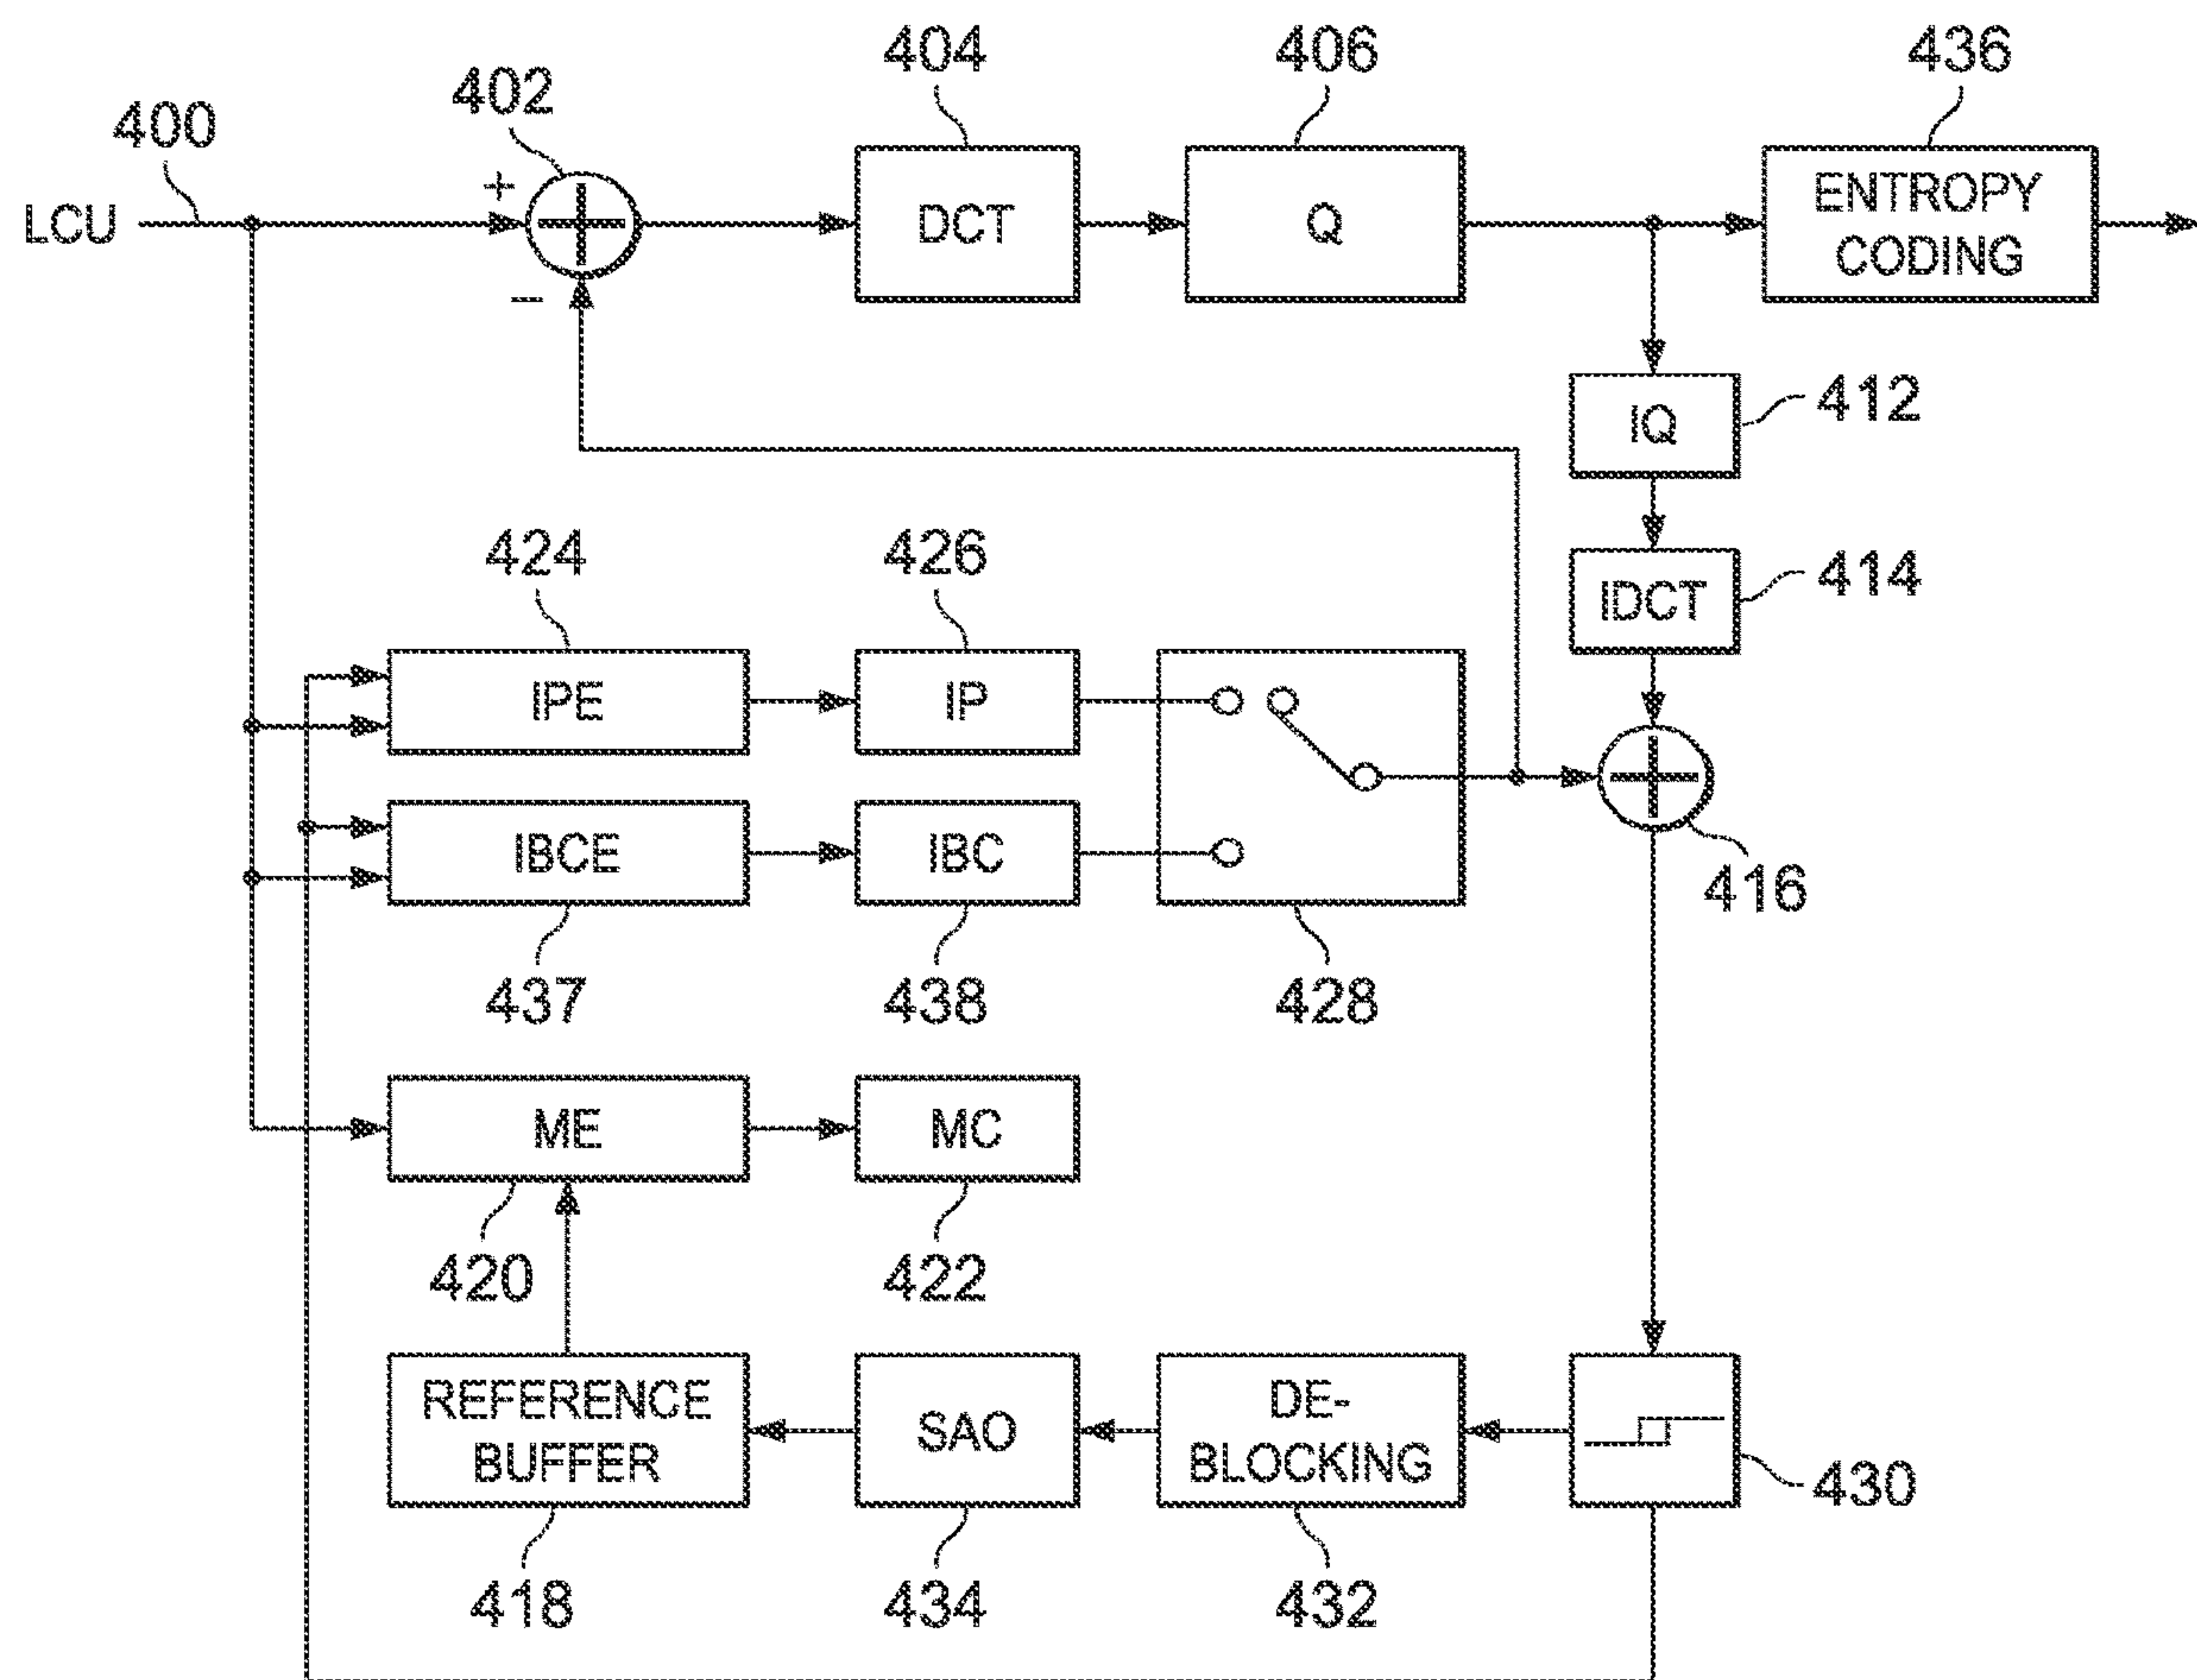 404
406
436
402
400
LCU
+
DCT
Q
ENTROPY
CODING
−
IQ
412
424
426
IDCT
414
IPE
IP
IBCE
IBC
416
437
438
428
ME
MC
420
422
REFERENCE
BUFFER
SAO
DE-
BLOCKING
430
418
434
432